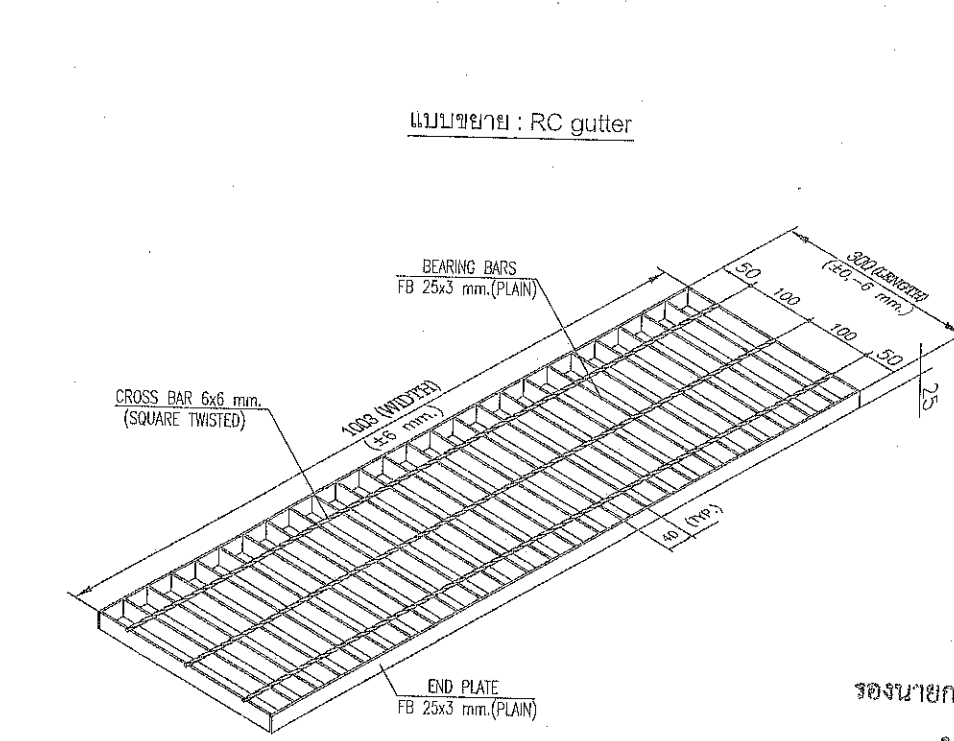 แบบขยาย : RC gutter
BEARING BARS
FB 25x3 mm.(PLAIN)
300 (LENGTH)
(±0,-6 mm.)
50
100
100
50
25
CROSS BAR 6x6 mm.
(SQUARE TWISTED)
1003 (WIDTH)
(±6 mm.)
40 (TYP.)
END PLATE
FB 25x3 mm.(PLAIN)
รองนายก